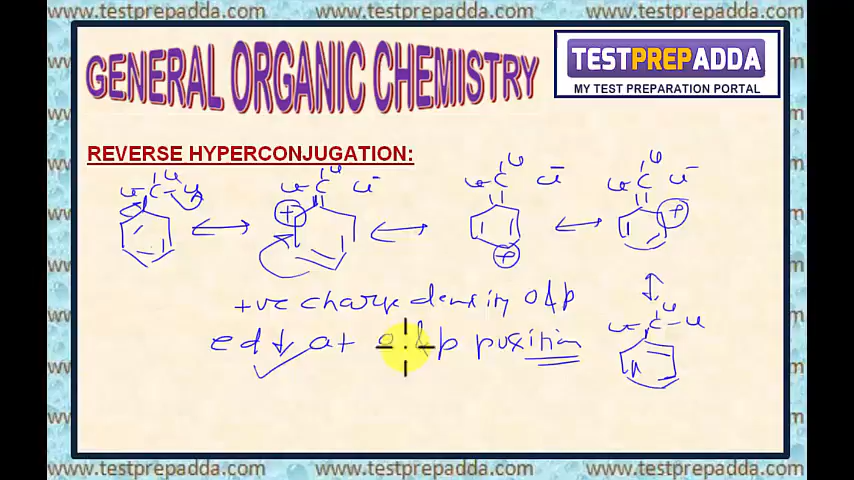 www.testprepadda.com www.testprepadda.com www.testprepadda.com
GENERAL ORGANIC CHEMISTRY
TESTPREPADDA
MY TEST PREPARATION PORTAL
REVERSE HYPERCONJUGATION:
+ve charge density o & p
e d ↓ at o & p position
www.testprepadda.com www.testprepadda.com www.testprepadda.com